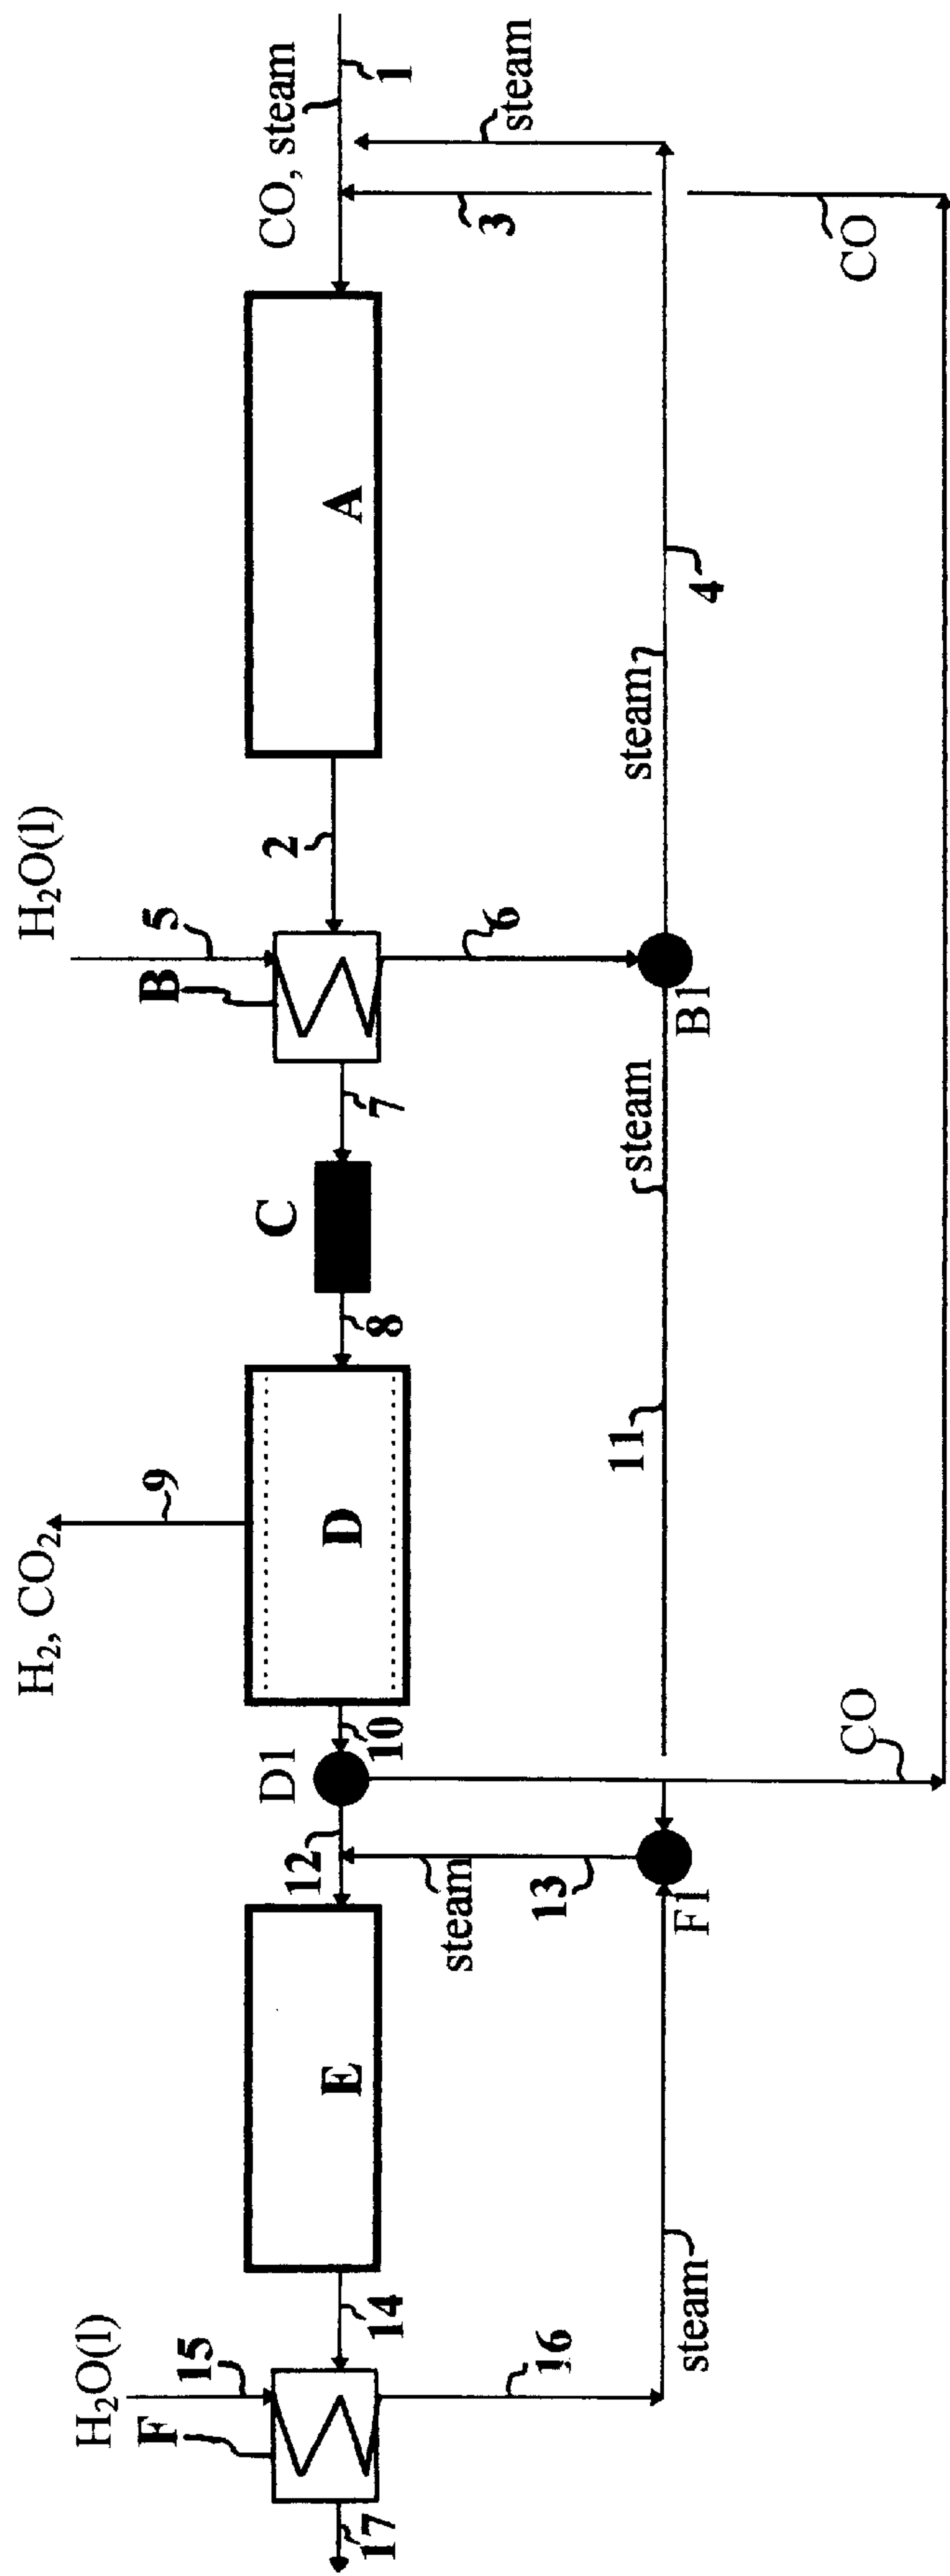 CO, steam
1
steam
3
CO
A
4
steam
2
H₂O(l)
5
B
6
B1
7
steam
C
8
11
9
H₂, CO₂
D
10
D1
CO
12
steam
13
F1
E
14
H₂O(l)
15
F
16
steam
17